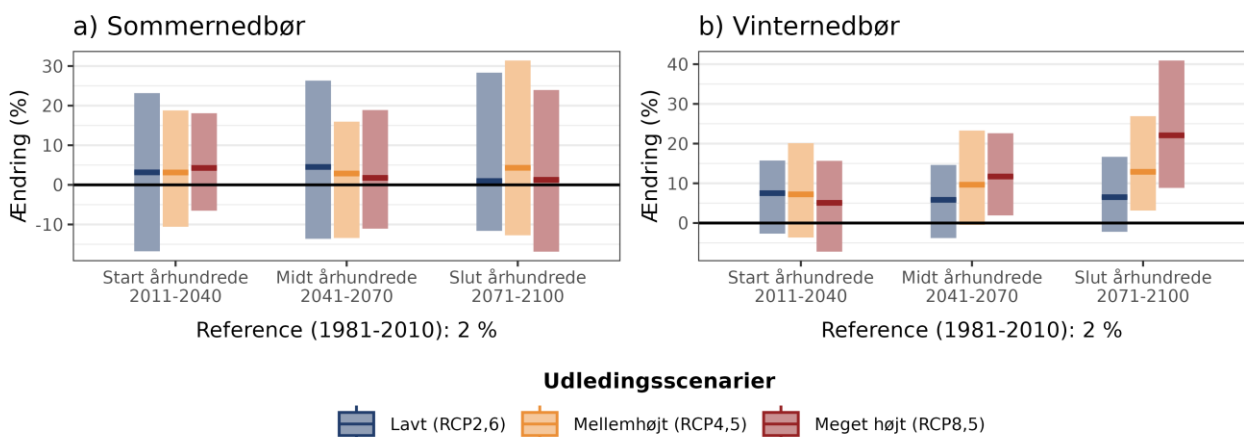 a) Sommernedbør
Ændring (%)
30
20
10
0
-10
Start århundrede
2011-2040
Midt århundrede
2041-2070
Slut århundrede
2071-2100
Reference (1981-2010): 2 %
b) Vinternedbør
Ændring (%)
40
30
20
10
0
Start århundrede
2011-2040
Midt århundrede
2041-2070
Slut århundrede
2071-2100
Reference (1981-2010): 2 %
Udledingsscenarier
Lavt (RCP2,6)
Mellemhøjt (RCP4,5)
Meget højt (RCP8,5)